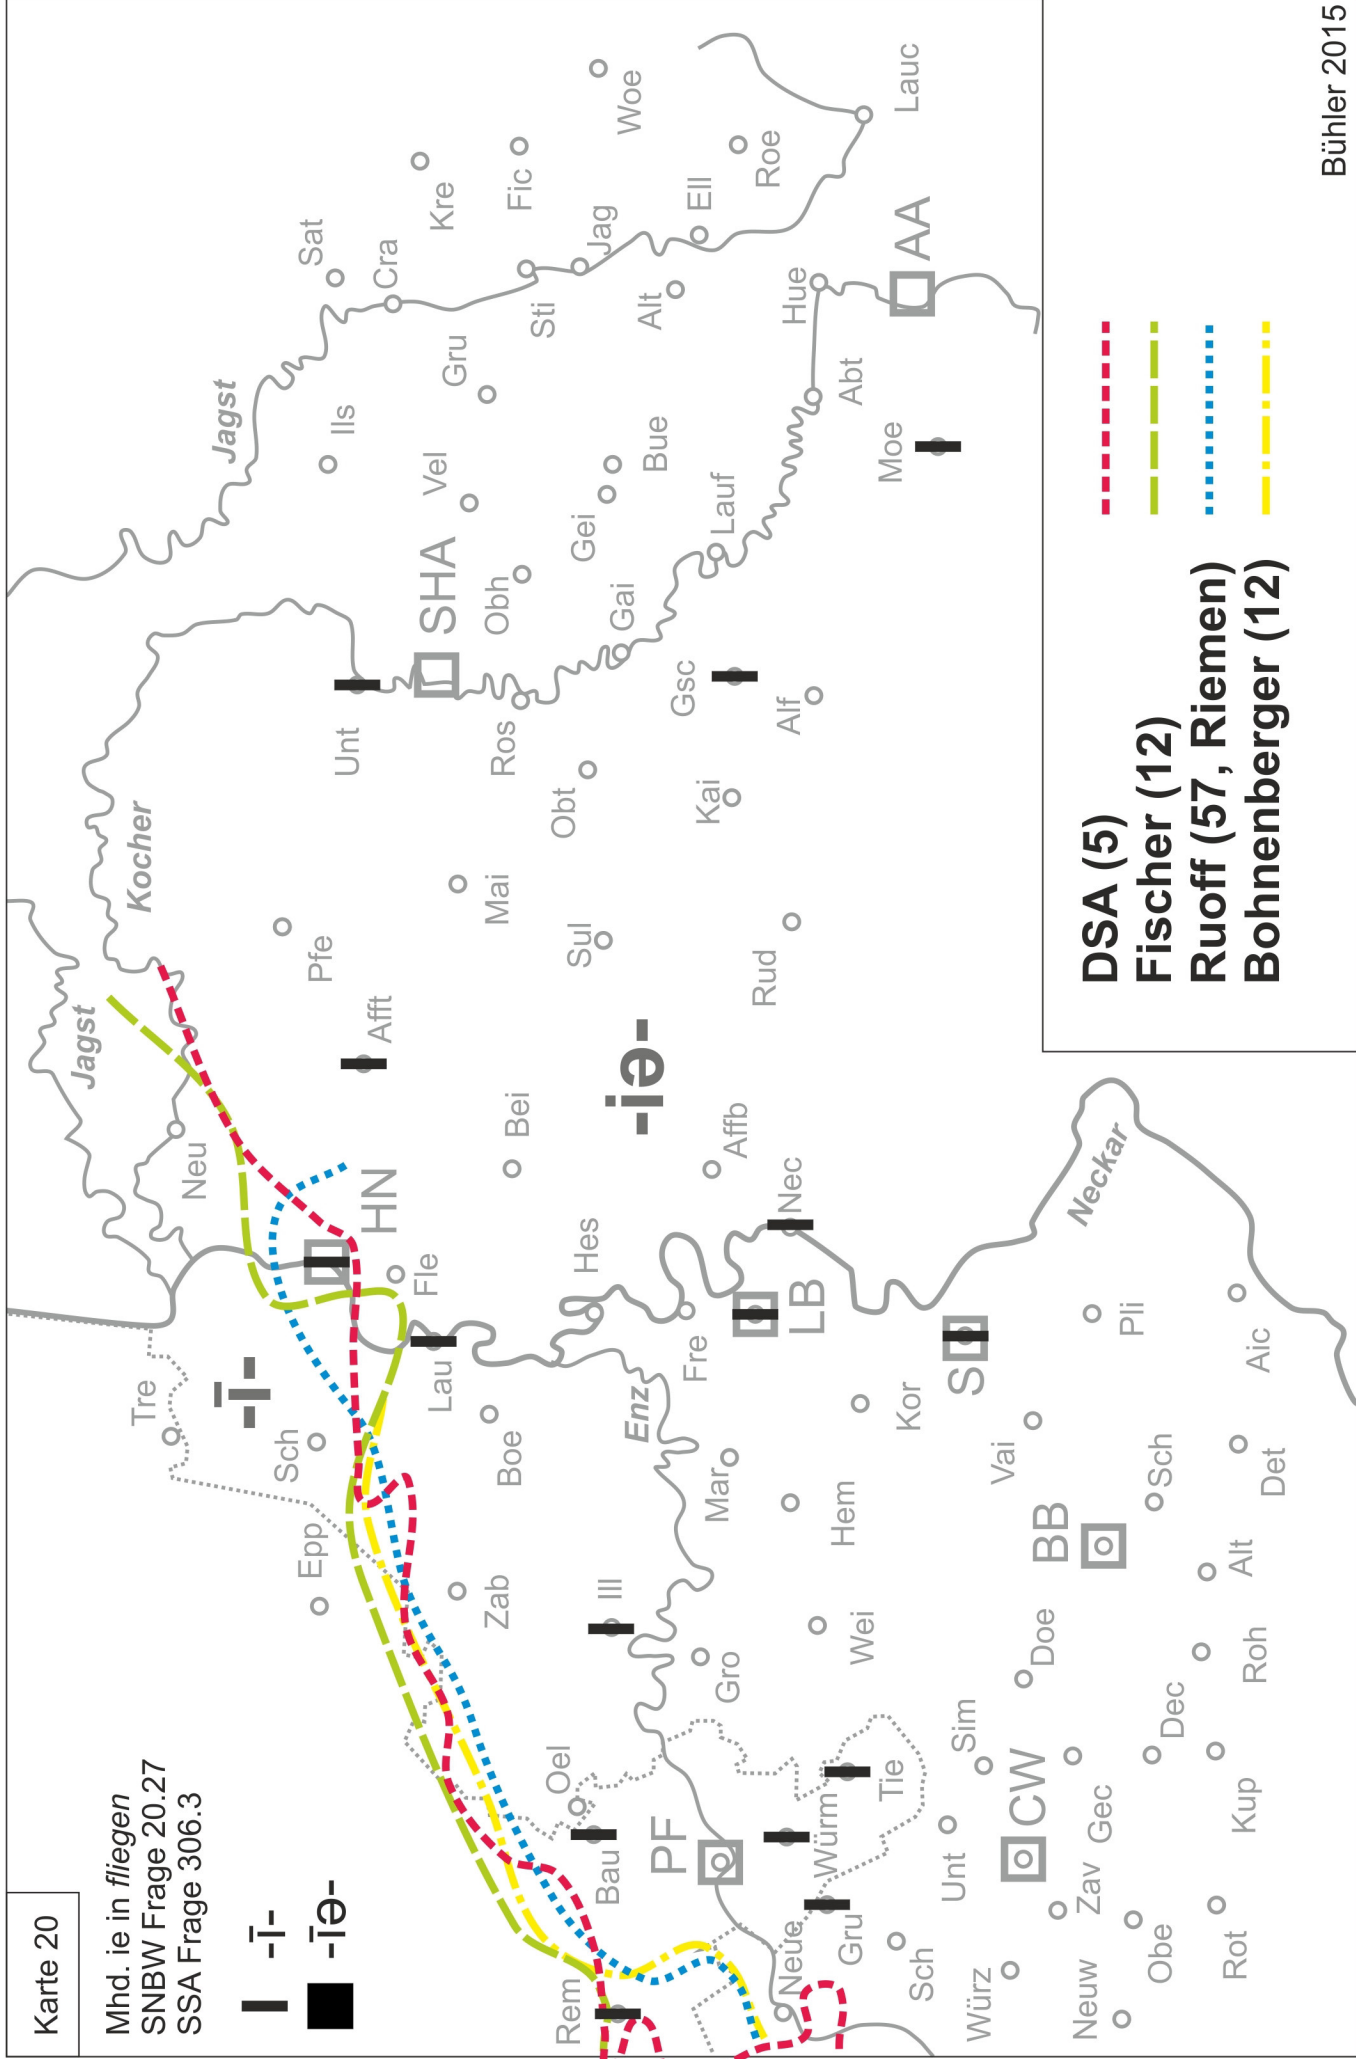 Karte 20
Mhd. ie in fliegen
SNBW Frage 20.27
SSA Frage 306.3
-ī-
-īə-
Rem
Bau
Oel
PF
Neue
Würm
Gru
Tie
Sch
Würz
Unt
Sim
CW
Neuw
Zav
Gec
Obe
Dec
Rot
Kup
Doe
Roh
Alt
BB
Sch
Det
Vai
Gro
Wei
Hem
Mar
Kor
Ill
Zab
Epp
Sch
Tre
-ī-
Boe
Lau
Enz
Fre
LB
S
Pli
Aic
Hes
Fle
HN
Neu
Jagst
Kocher
Nec
Neckar
Affb
Bei
-ei-
Afft
Pfe
Mai
Sul
Rud
Obt
Kai
Unt
Ros
Gsc
Alf
SHA
Obh
Gai
Gei
Lauf
Vel
Bue
Moe
Abt
Ils
Jagst
Gru
Sti
Alt
Hue
AA
Sat
Cra
Kre
Fic
Jag
Ell
Roe
Woe
Lauc
DSA (5)
Fischer (12)
Ruoff (57, Riemen)
Bohnenberger (12)
Bühler 2015